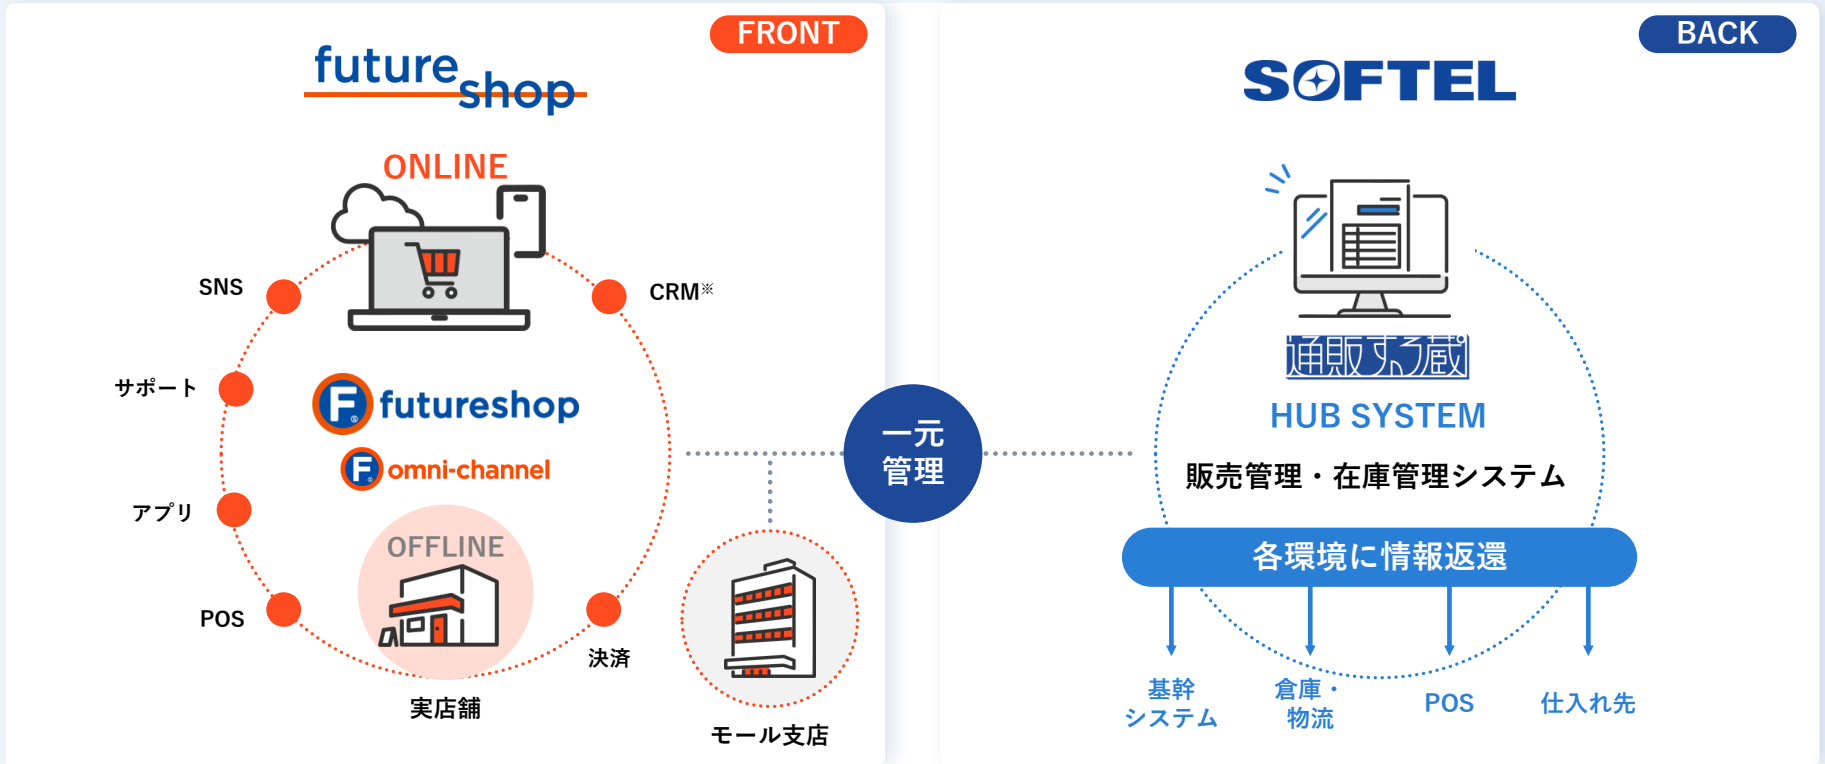 FRONT
future
shop
ONLINE
SNS
CRM※
サポート
futureshop
omni-channel
アプリ
OFFLINE
POS
決済
実店舗
モール支店
一元
管理
BACK
SOFTEL
通販する蔵
HUB SYSTEM
販売管理・在庫管理システム
各環境に情報返還
基幹
システム
倉庫・
物流
POS
仕入れ先